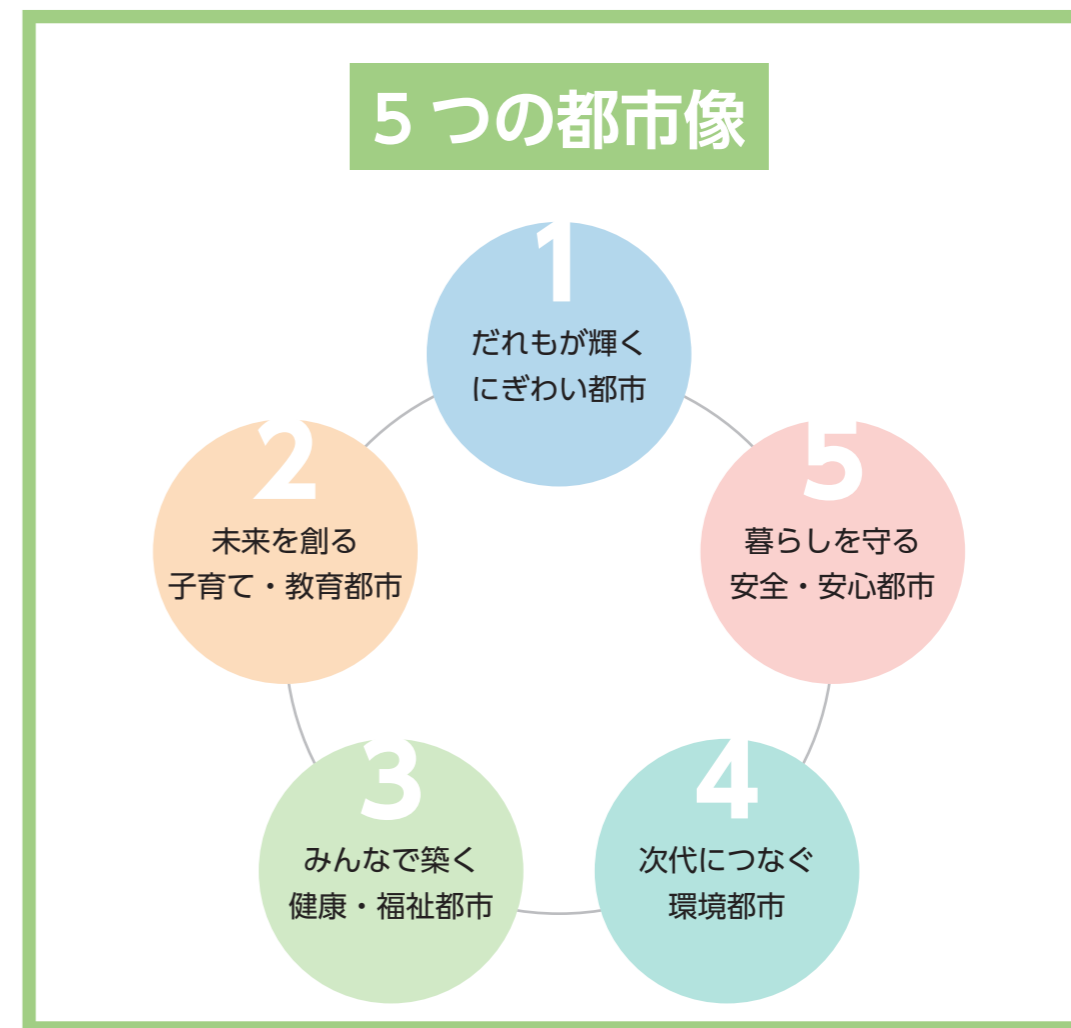 5つの都市像
1
だれもが輝く
にぎわい都市
2
未来を創る
子育て・教育都市
3
みんなで築く
健康・福祉都市
4
次代につなぐ
環境都市
5
暮らしを守る
安全・安心都市